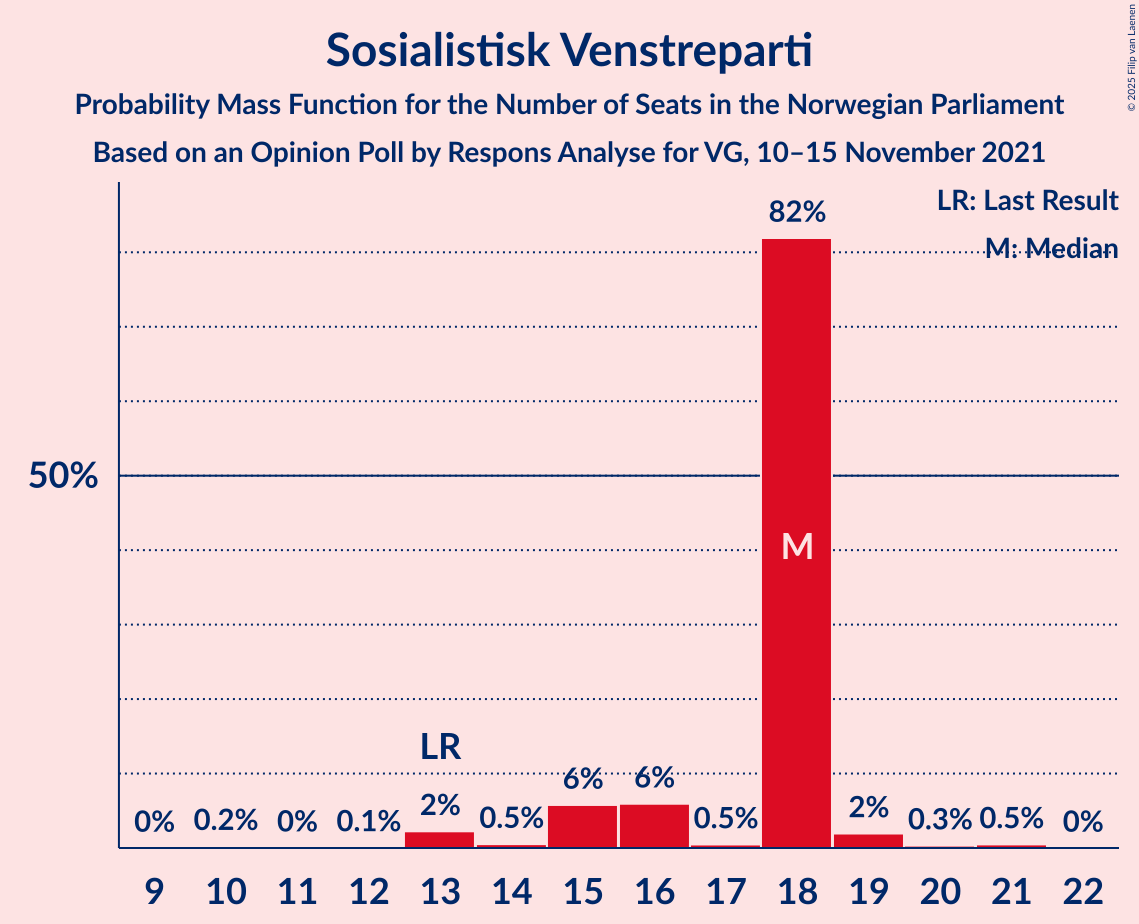 Sosialistisk Venstreparti
Probability Mass Function for the Number of Seats in the Norwegian Parliament
Based on an Opinion Poll by Respons Analyse for VG, 10–15 November 2021
© 2025 Filip van Laenen
LR: Last Result
M: Median
82%
50%
M
LR
0% 0.2% 0% 0.1% 2% 0.5% 6% 6% 0.5% 2% 0.3% 0.5% 0%
9 10 11 12 13 14 15 16 17 18 19 20 21 22